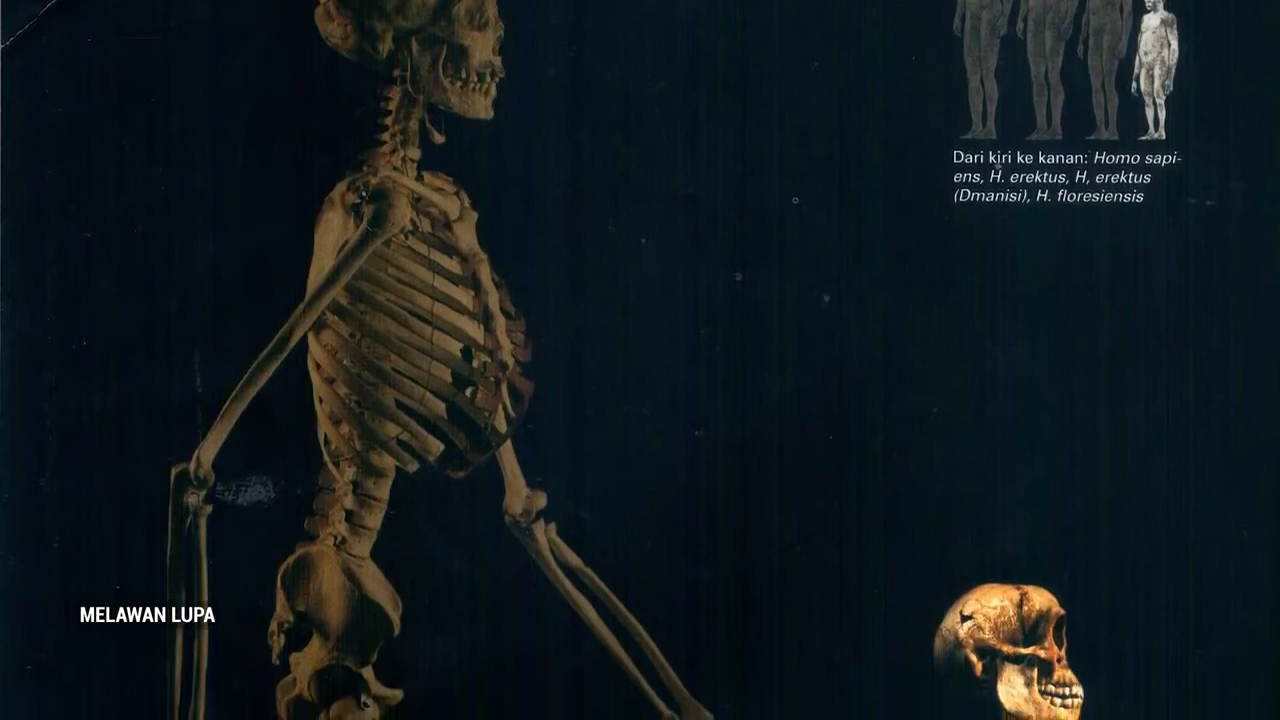 Dari kiri ke kanan: Homo sapi-
ens, H. erektus, H, erektus
(Dmanisi), H. floresiensis
MELAWAN LUPA